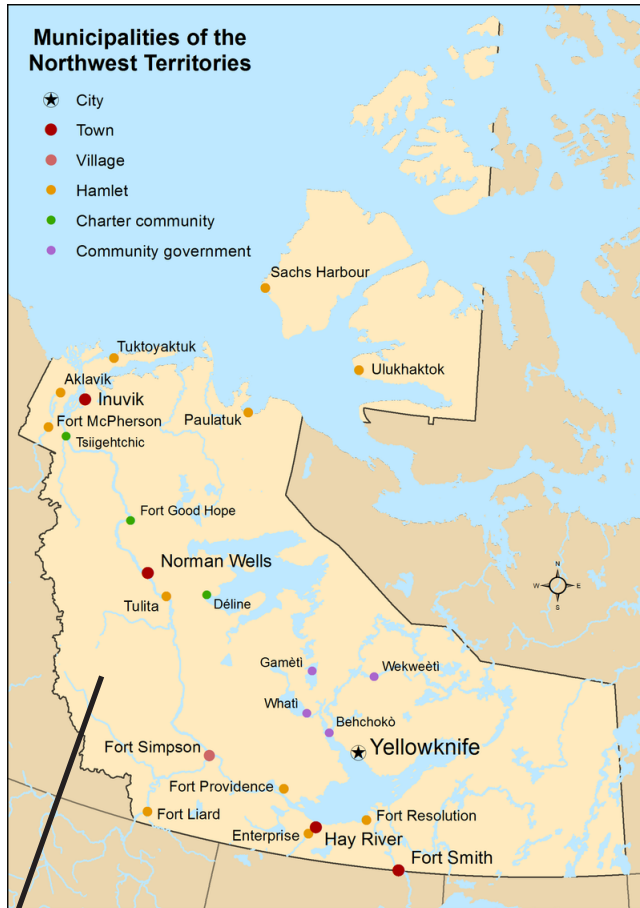 Municipalities of the
Northwest Territories
City
Town
Village
Hamlet
Charter community
Community government
Sachs Harbour
Tuktoyaktuk
Ulukhaktok
Aklavik
Inuvik
Paulatuk
Fort McPherson
Tsiigehtchic
Fort Good Hope
Norman Wells
N
W E
S
Tulita
Déline
Gamètì
Wekweètì
Whatì
Behchokò
Yellowknife
Fort Simpson
Fort Providence
Fort Liard
Fort Resolution
Enterprise
Hay River
Fort Smith